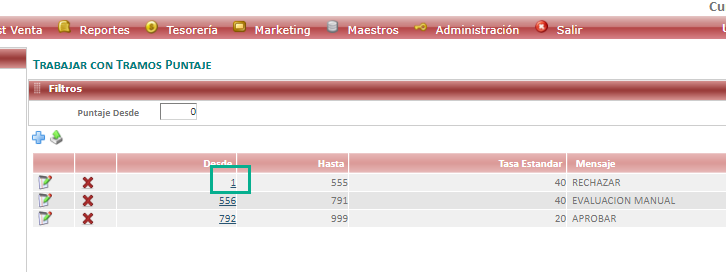 Cu
st Venta Reportes Tesorería Marketing Maestros Administración Salir
TRABAJAR CON TRAMOS PUNTAJE
Filtros
Puntaje Desde 0
Desde Hasta Tasa Estandar Mensaje
1 555 40 RECHAZAR
556 791 40 EVALUACION MANUAL
792 999 20 APROBAR